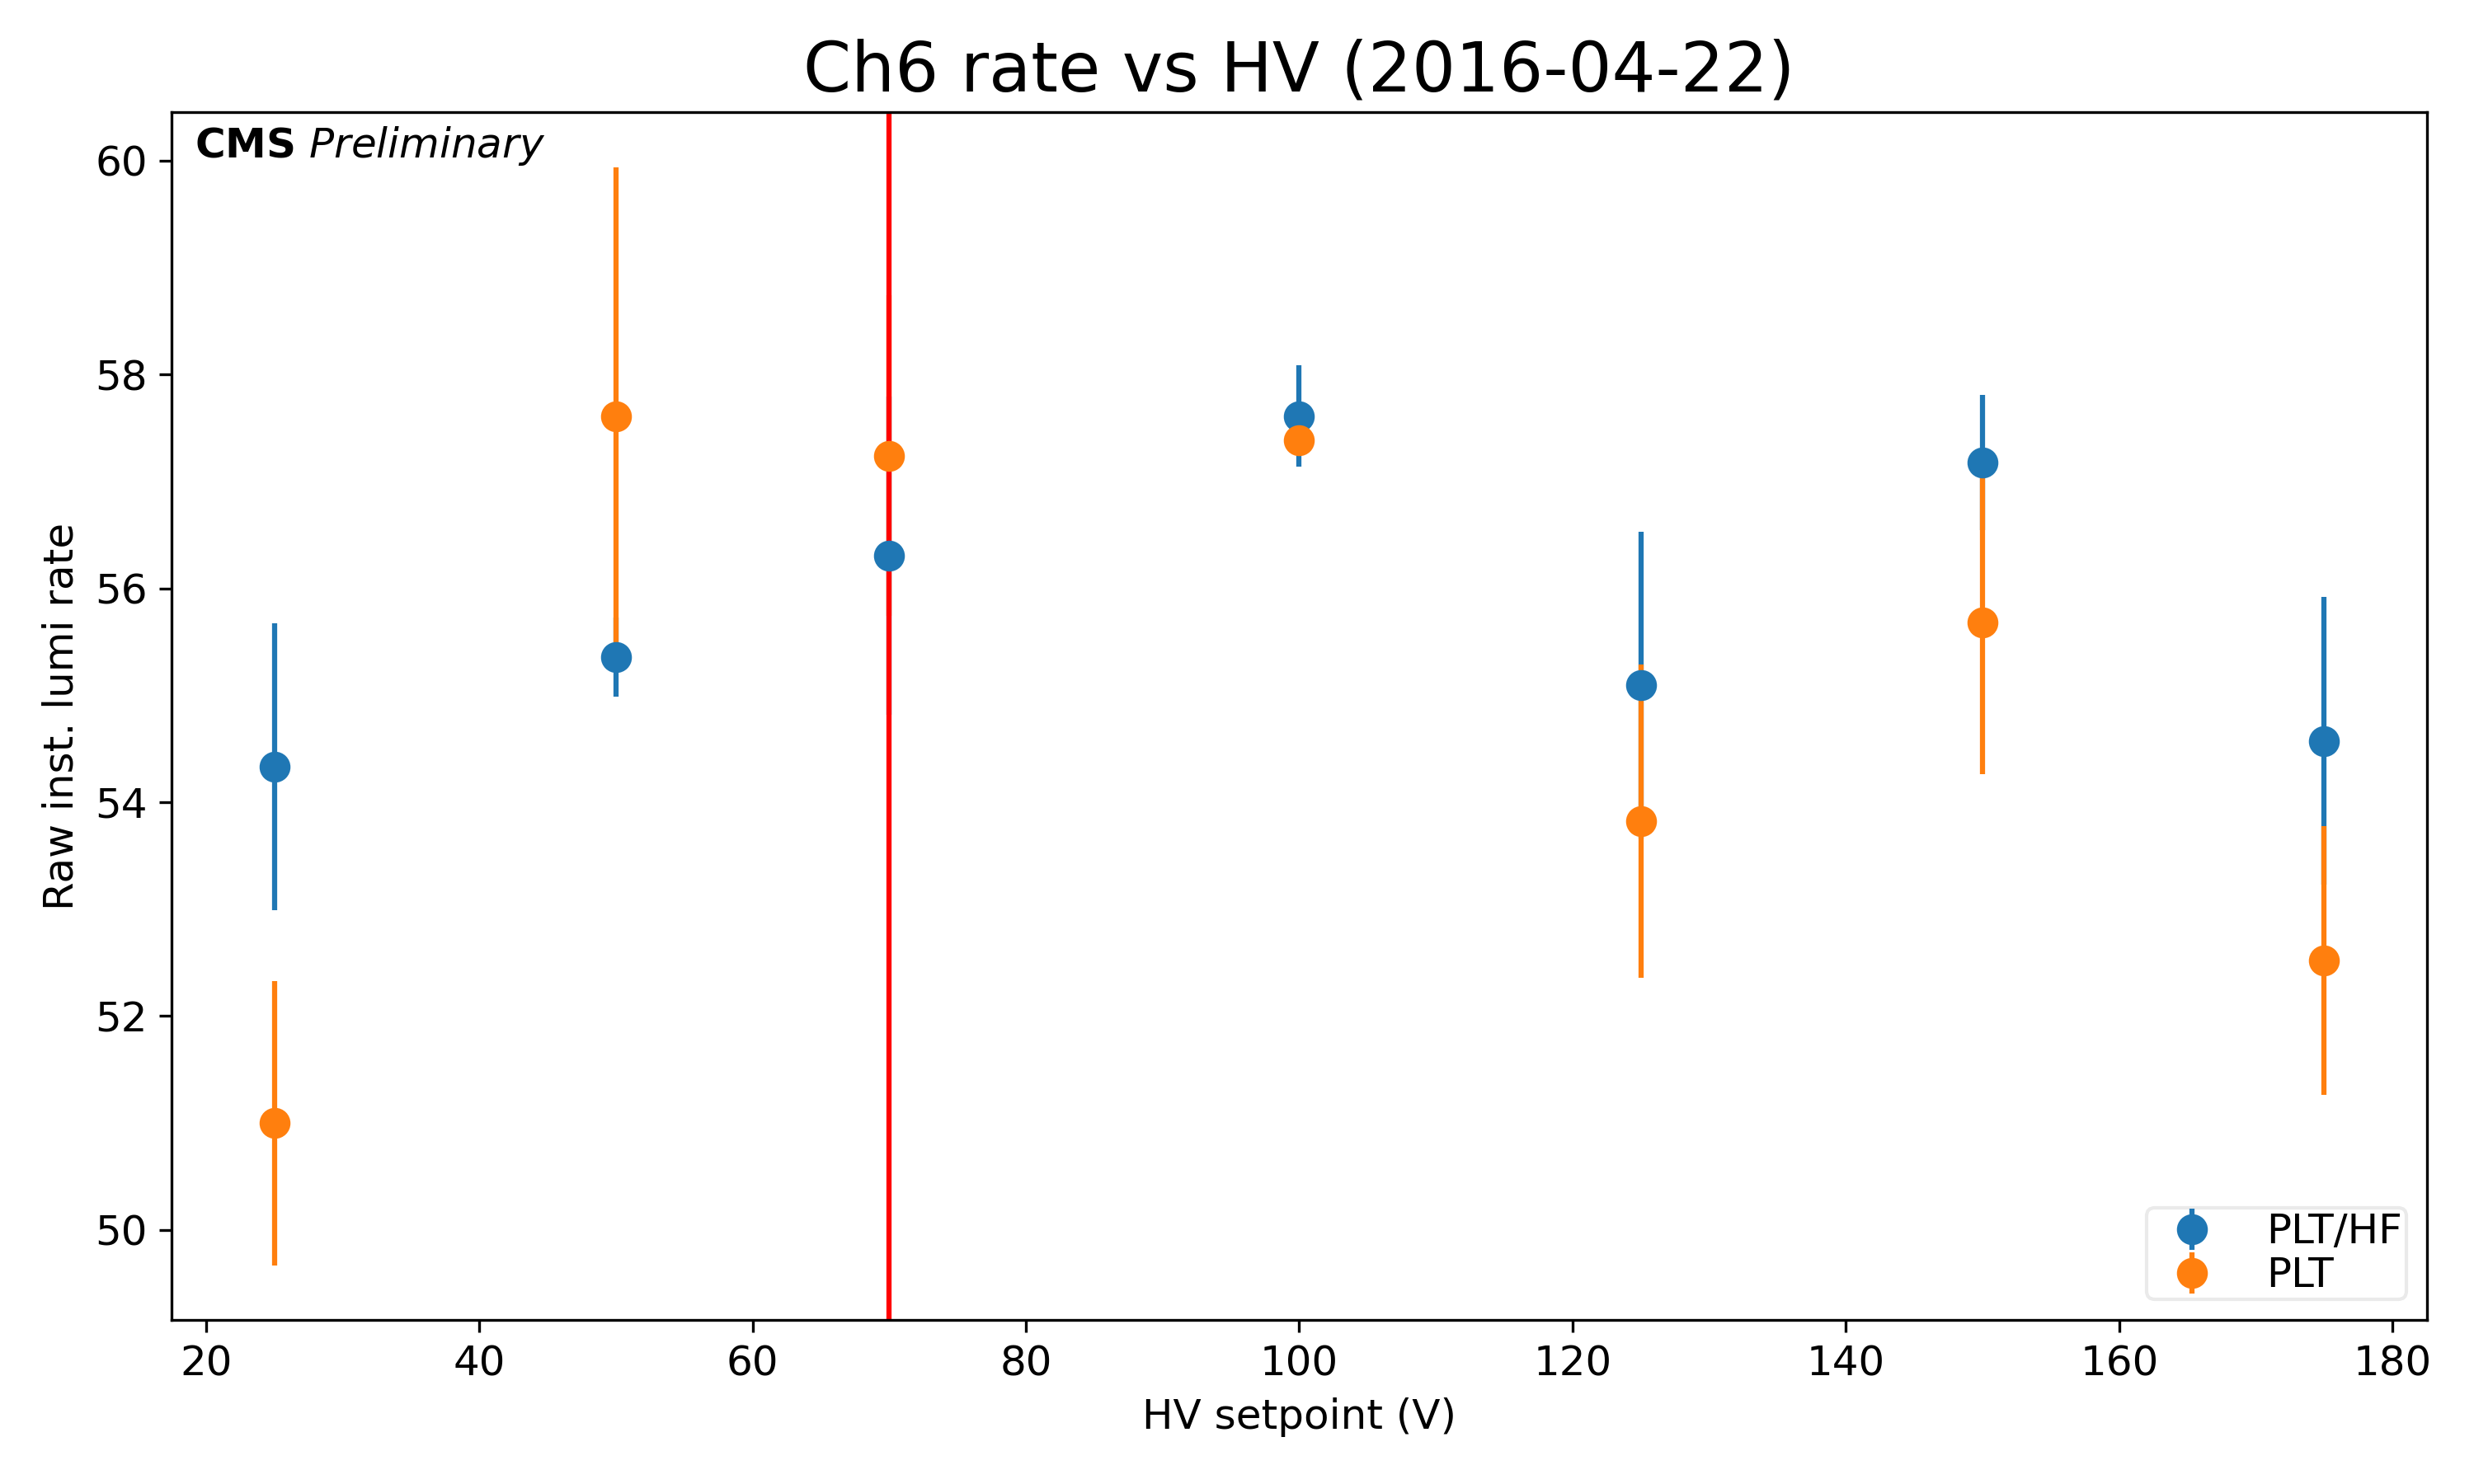 Ch6 rate vs HV (2016-04-22)
CMS Preliminary
60
58
56
54
52
50
Raw inst. lumi rate
PLT/HF
PLT
20 40 60 80 100 120 140 160 180
HV setpoint (V)